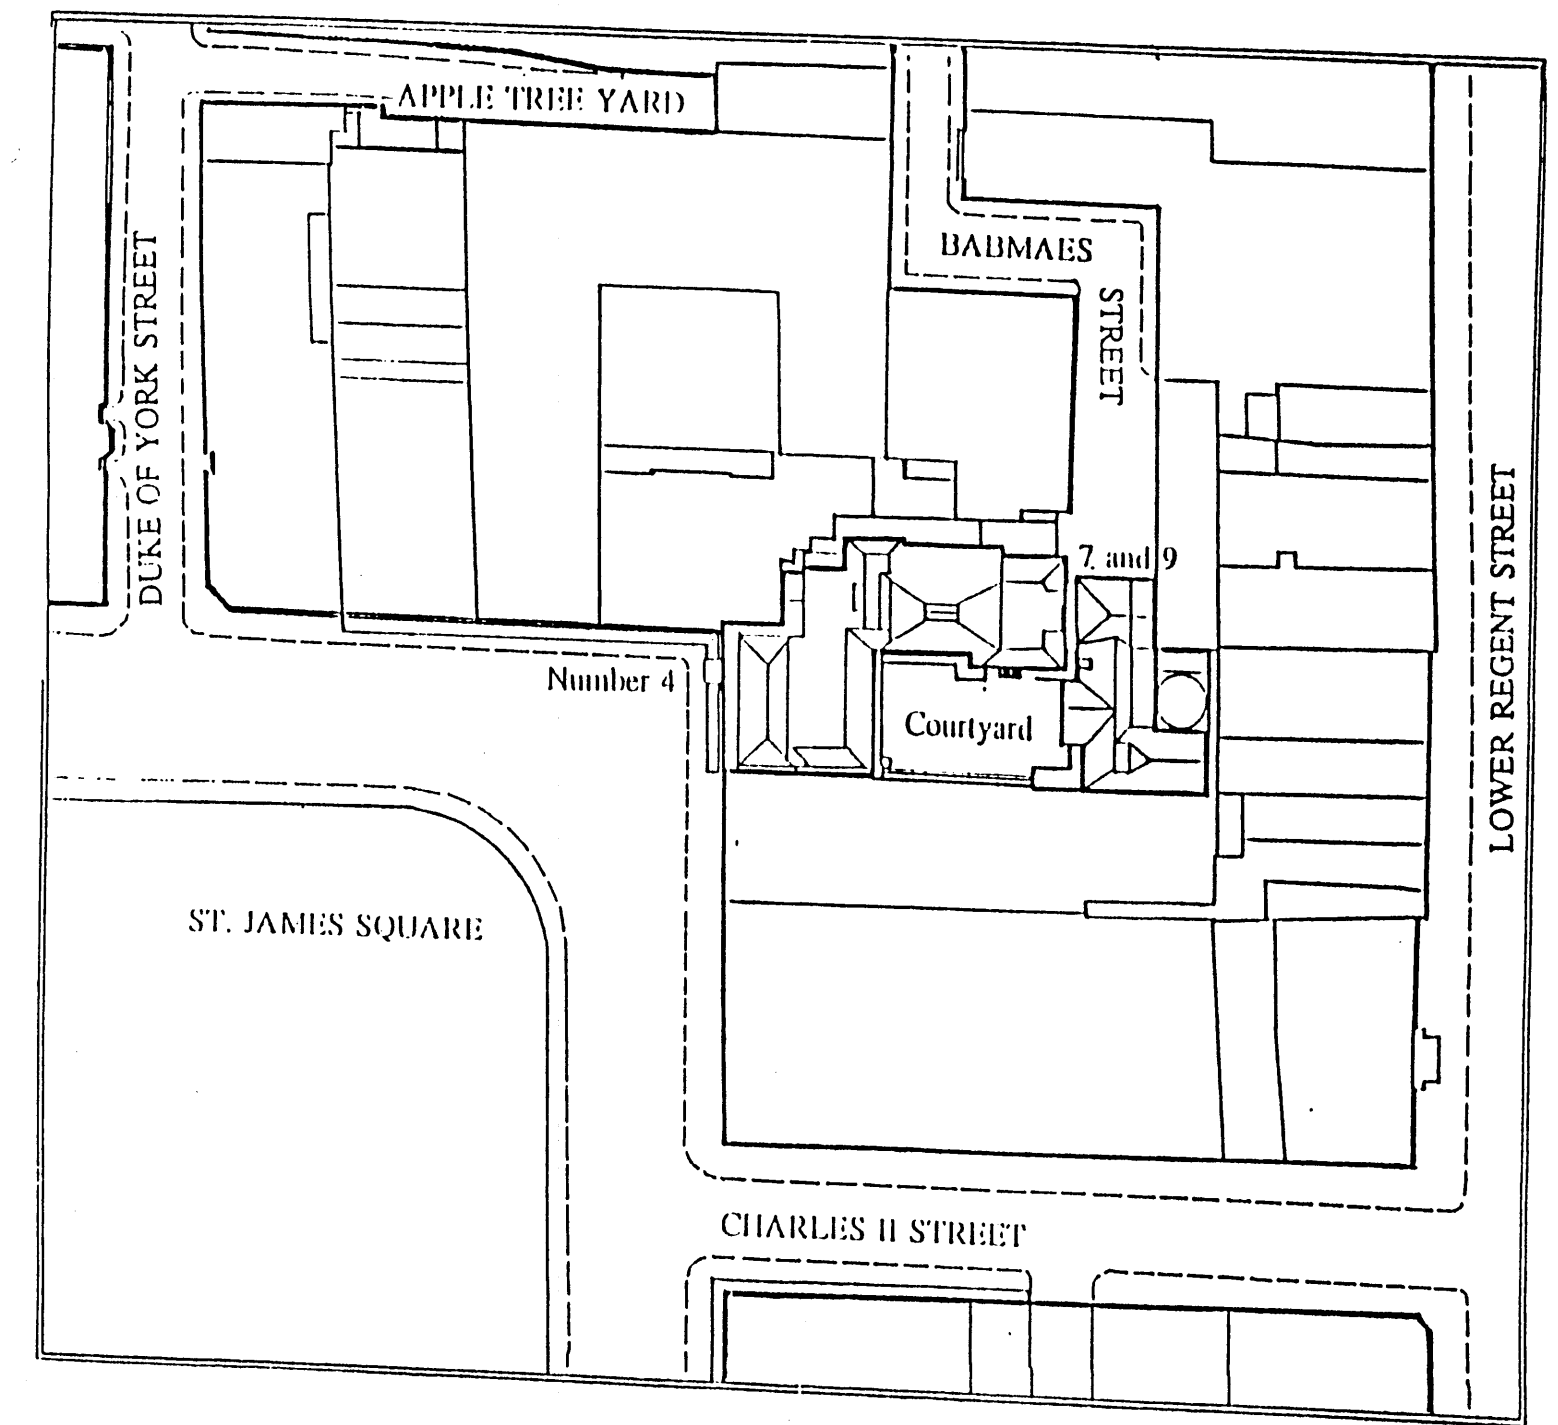 APPLE TREE YARD
BABMAES
STREET
DUKE OF YORK STREET
7 and 9
LOWER REGENT STREET
Number 4
Courtyard
ST. JAMES SQUARE
CHARLES II STREET